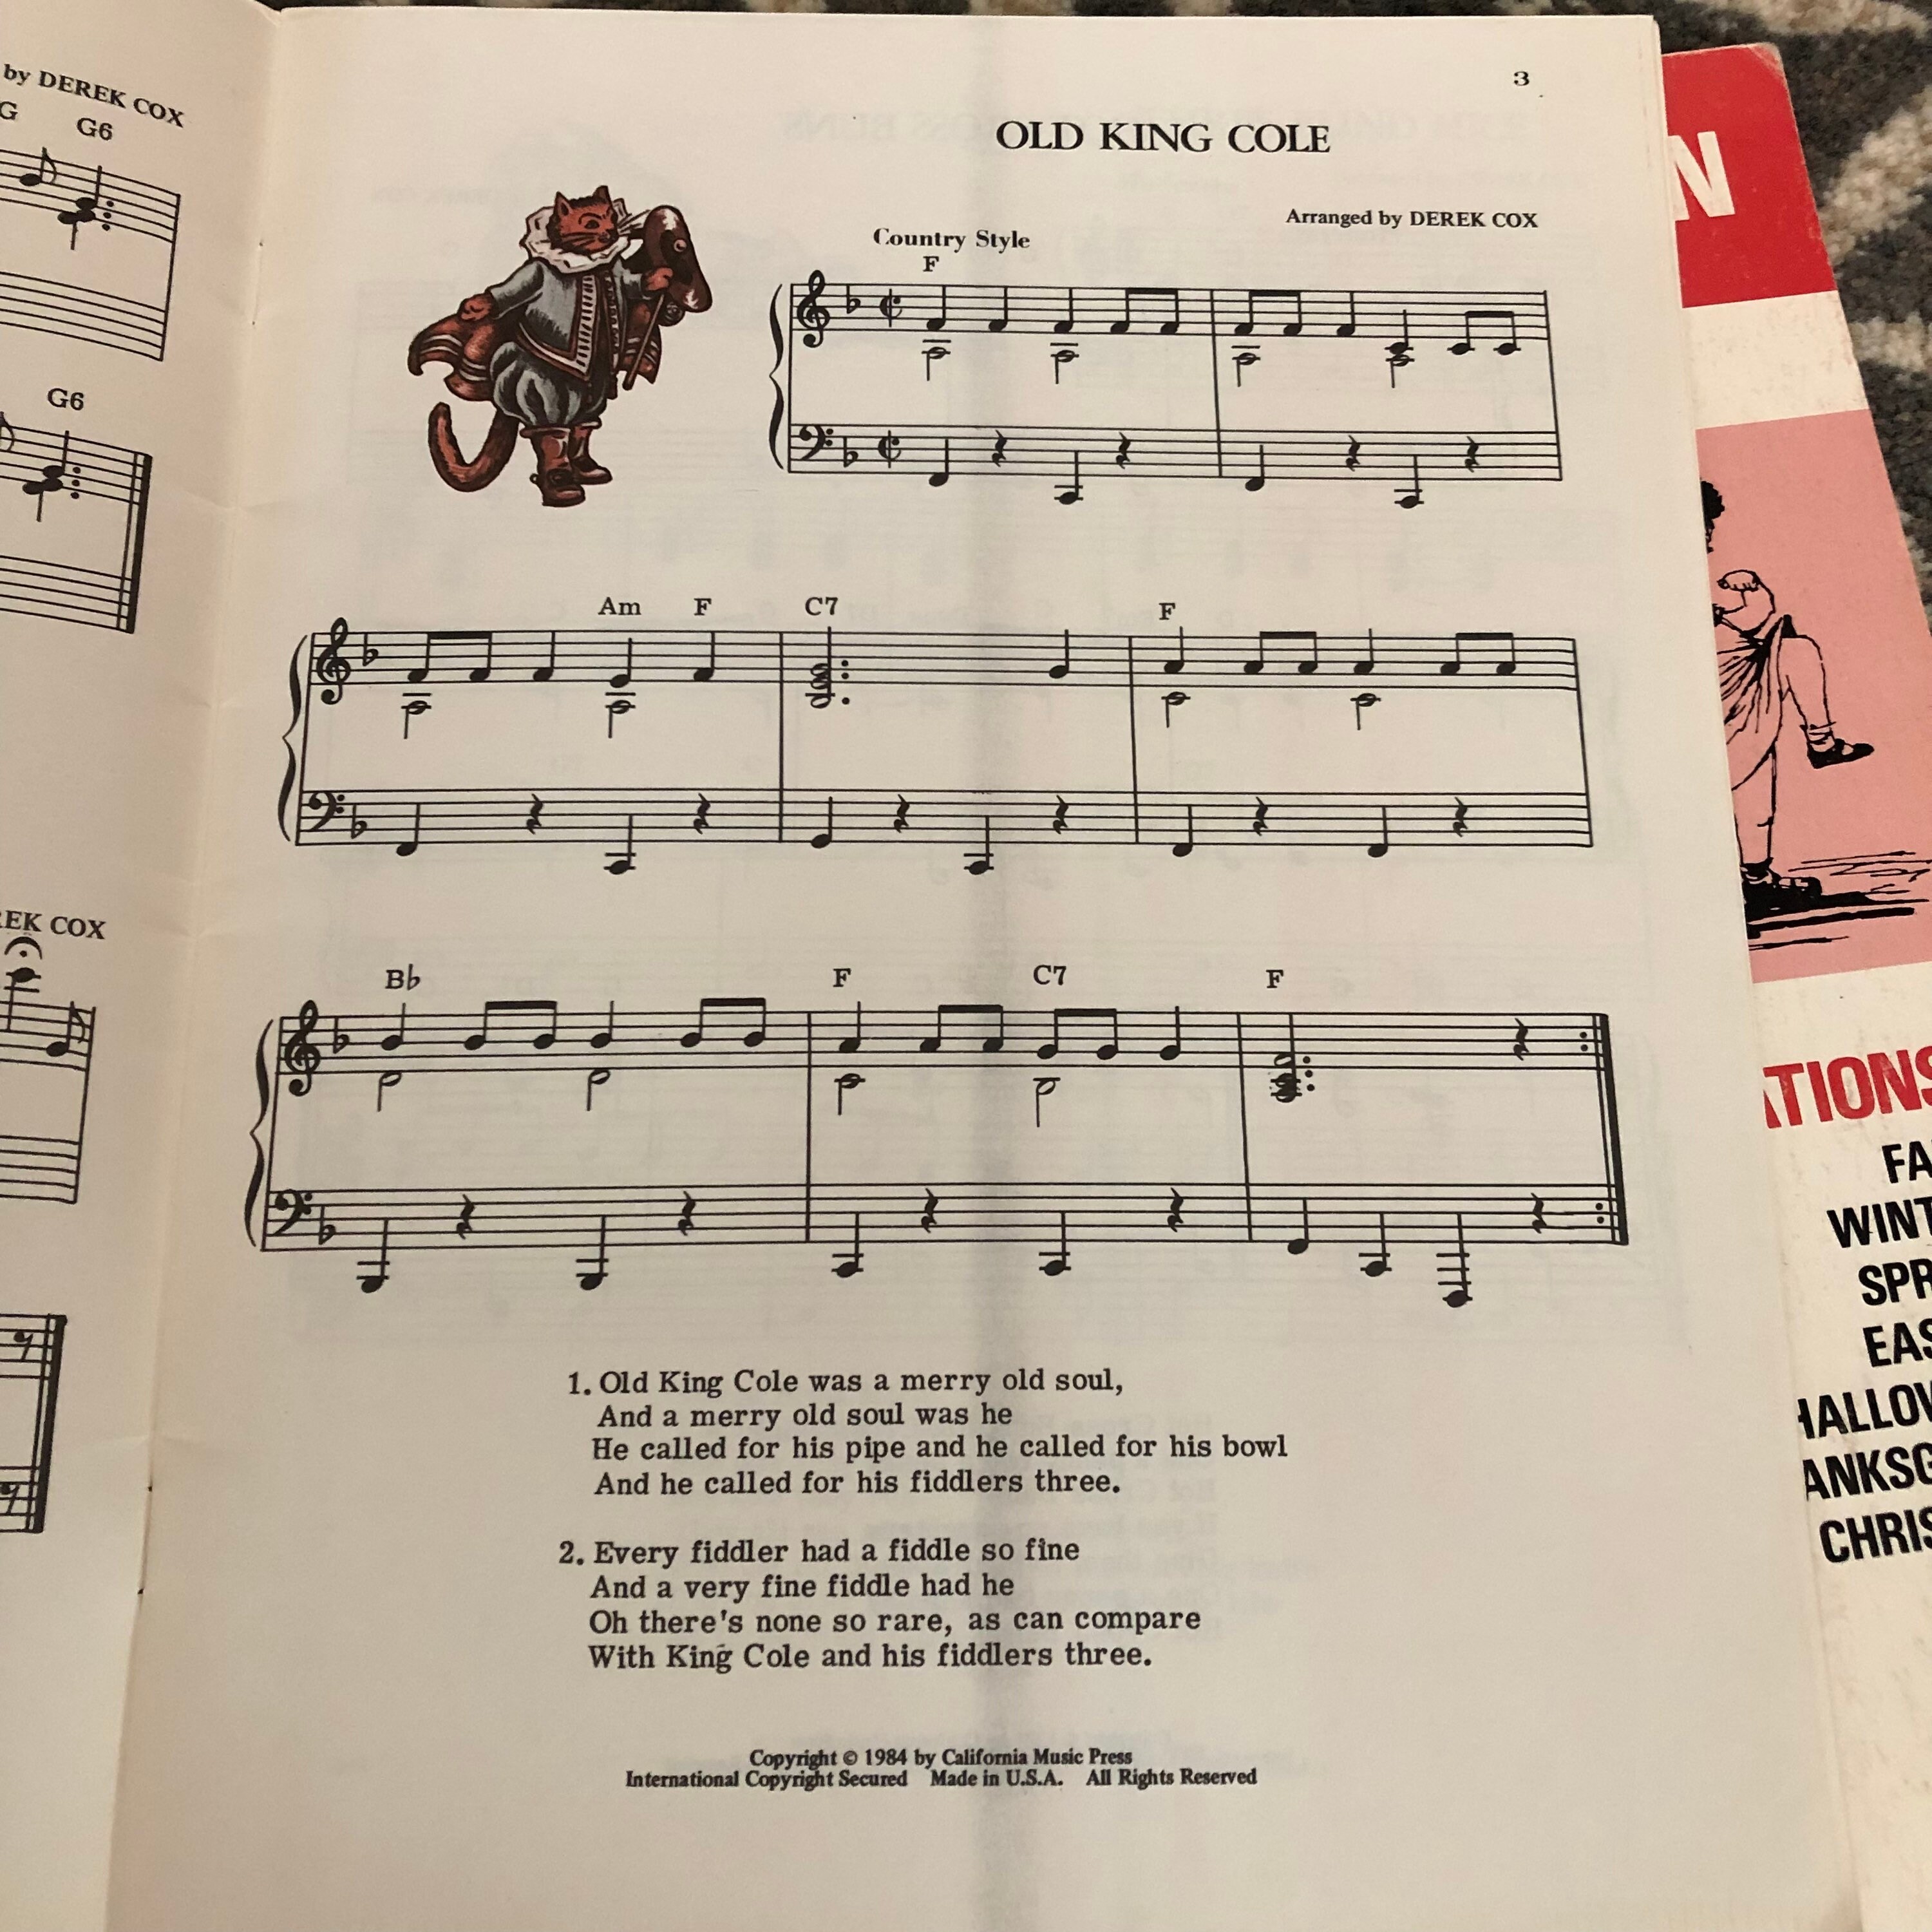 by DEREK COX
G G6
G6
EK COX
3
OLD KING COLE
Arranged by DEREK COX
Country Style
F
Am F C7 F
B♭ F C7 F
1. Old King Cole was a merry old soul,
And a merry old soul was he
He called for his pipe and he called for his bowl
And he called for his fiddlers three.
2. Every fiddler had a fiddle so fine
And a very fine fiddle had he
Oh there's none so rare, as can compare
With King Cole and his fiddlers three.
Copyright © 1984 by California Music Press
International Copyright Secured Made in U.S.A. All Rights Reserved
N
TIONS
FA
WINT
SPR
EAS
HALLOW
ANKSG
CHRIS